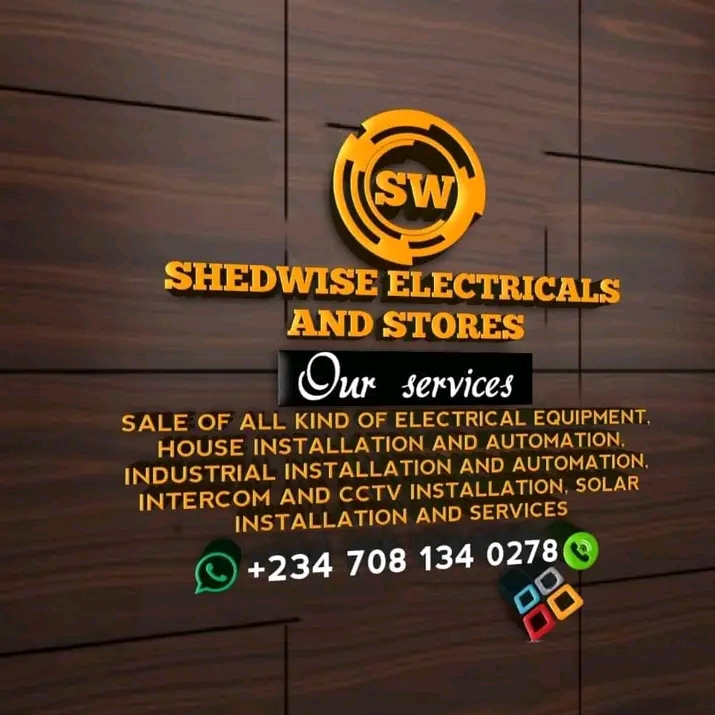 SW
SHEDWISE ELECTRICALS
AND STORES
Our services
SALE OF ALL KIND OF ELECTRICAL EQUIPMENT,
HOUSE INSTALLATION AND AUTOMATION,
INDUSTRIAL INSTALLATION AND AUTOMATION,
INTERCOM AND CCTV INSTALLATION, SOLAR
INSTALLATION AND SERVICES
+234 708 134 0278